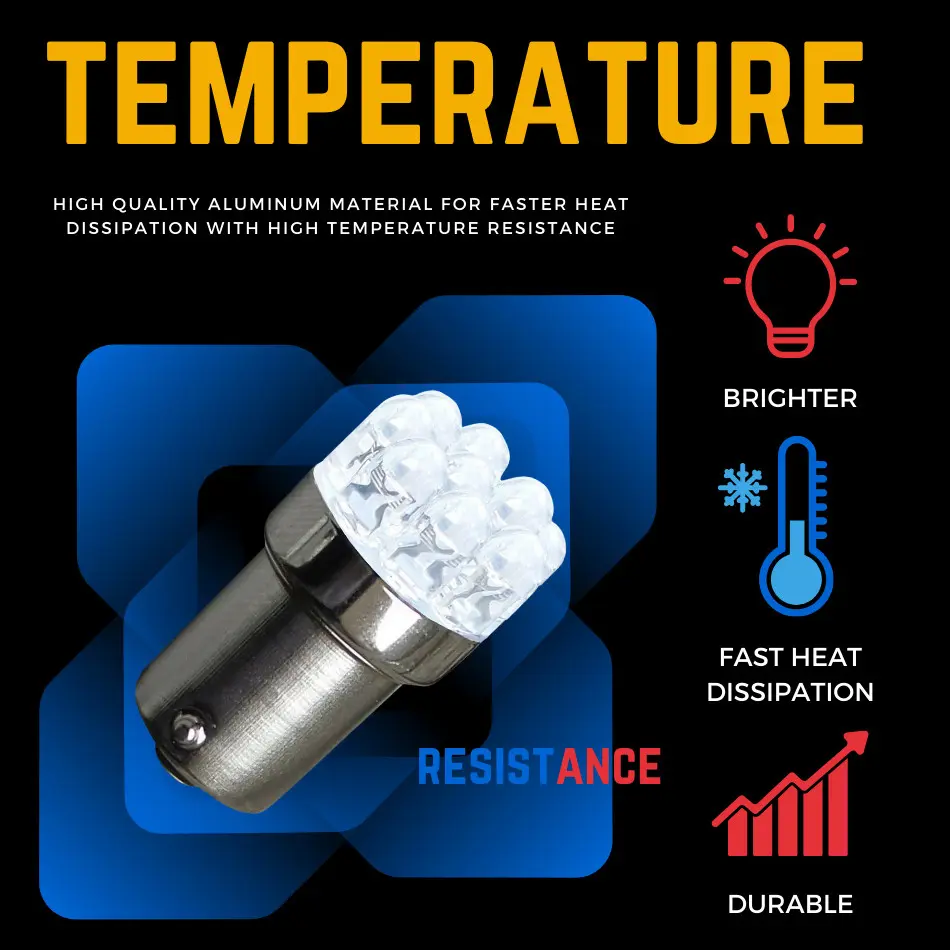 TEMPERATURE
HIGH QUALITY ALUMINUM MATERIAL FOR FASTER HEAT
DISSIPATION WITH HIGH TEMPERATURE RESISTANCE
BRIGHTER
FAST HEAT
DISSIPATION
RESISTANCE
DURABLE